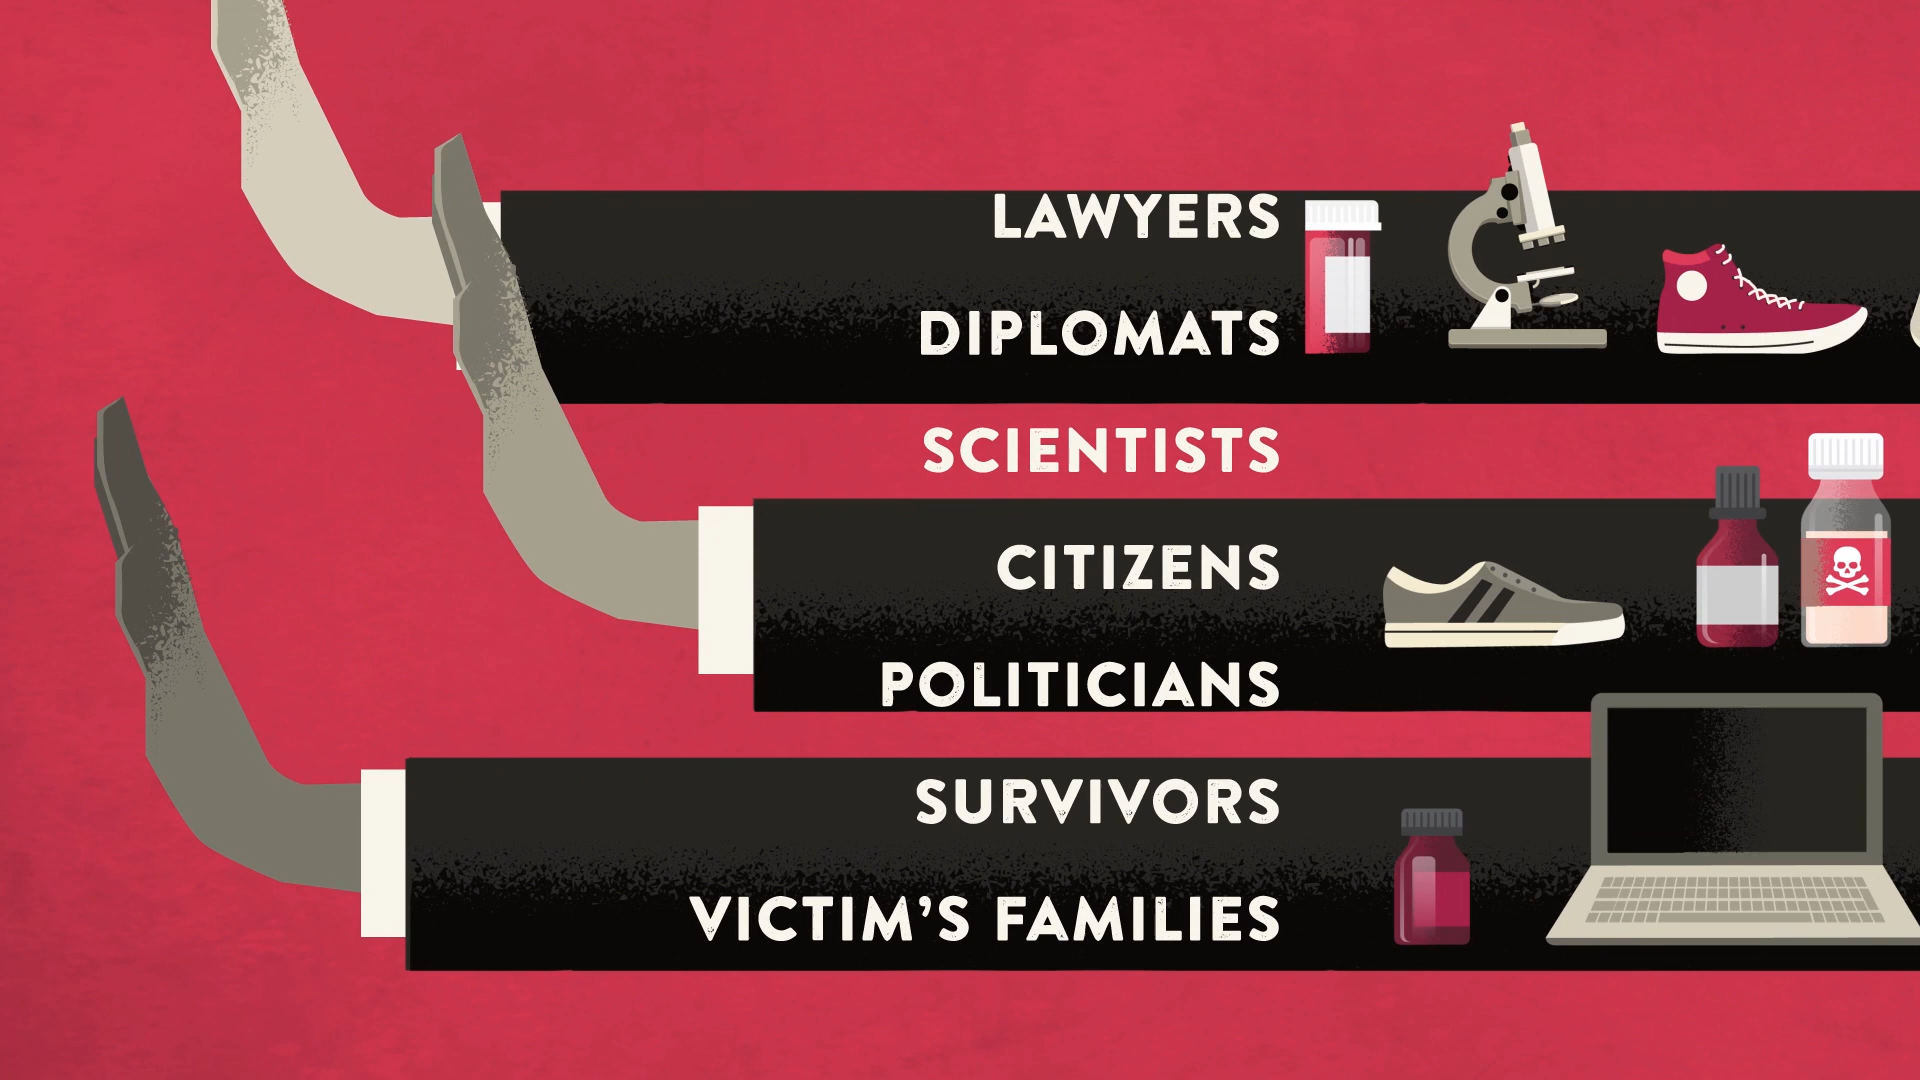 LAWYERS
DIPLOMATS
SCIENTISTS
CITIZENS
POLITICIANS
SURVIVORS
VICTIM'S FAMILIES